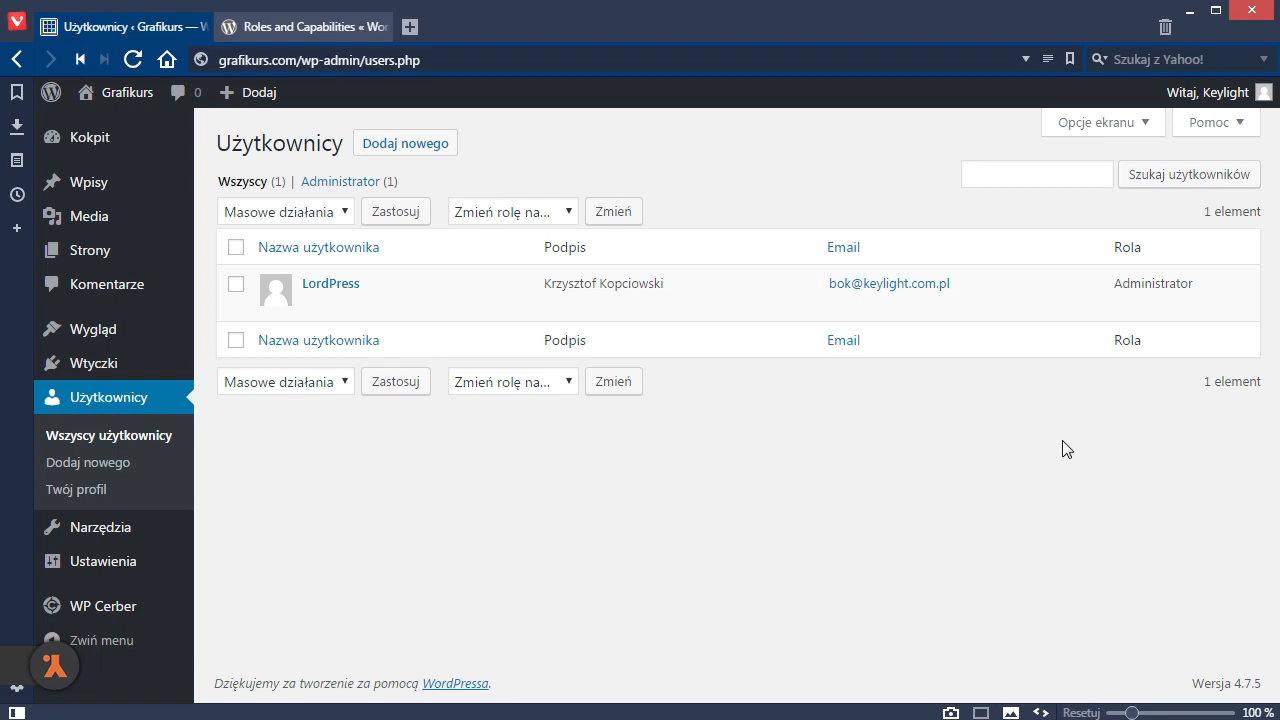 Użytkownicy ‹ Grafikurs — W
Roles and Capabilities « Wor
grafikurs.com/wp-admin/users.php
Szukaj z Yahoo!
Grafikurs
0
Dodaj
Witaj, Keylight
Kokpit
Wpisy
Media
Strony
Komentarze
Wygląd
Wtyczki
Użytkownicy
Wszyscy użytkownicy
Dodaj nowego
Twój profil
Narzędzia
Ustawienia
WP Cerber
Zwiń menu
Opcje ekranu
Pomoc
Użytkownicy
Dodaj nowego
Wszyscy (1) | Administrator (1)
Szukaj użytkowników
Masowe działania
Zastosuj
Zmień rolę na...
Zmień
1 element
Nazwa użytkownika
Podpis
Email
Rola
LordPress
Krzysztof Kopciowski
bok@keylight.com.pl
Administrator
Nazwa użytkownika
Podpis
Email
Rola
Masowe działania
Zastosuj
Zmień rolę na...
Zmień
1 element
Dziękujemy za tworzenie za pomocą WordPressa.
Wersja 4.7.5
Resetuj
100 %